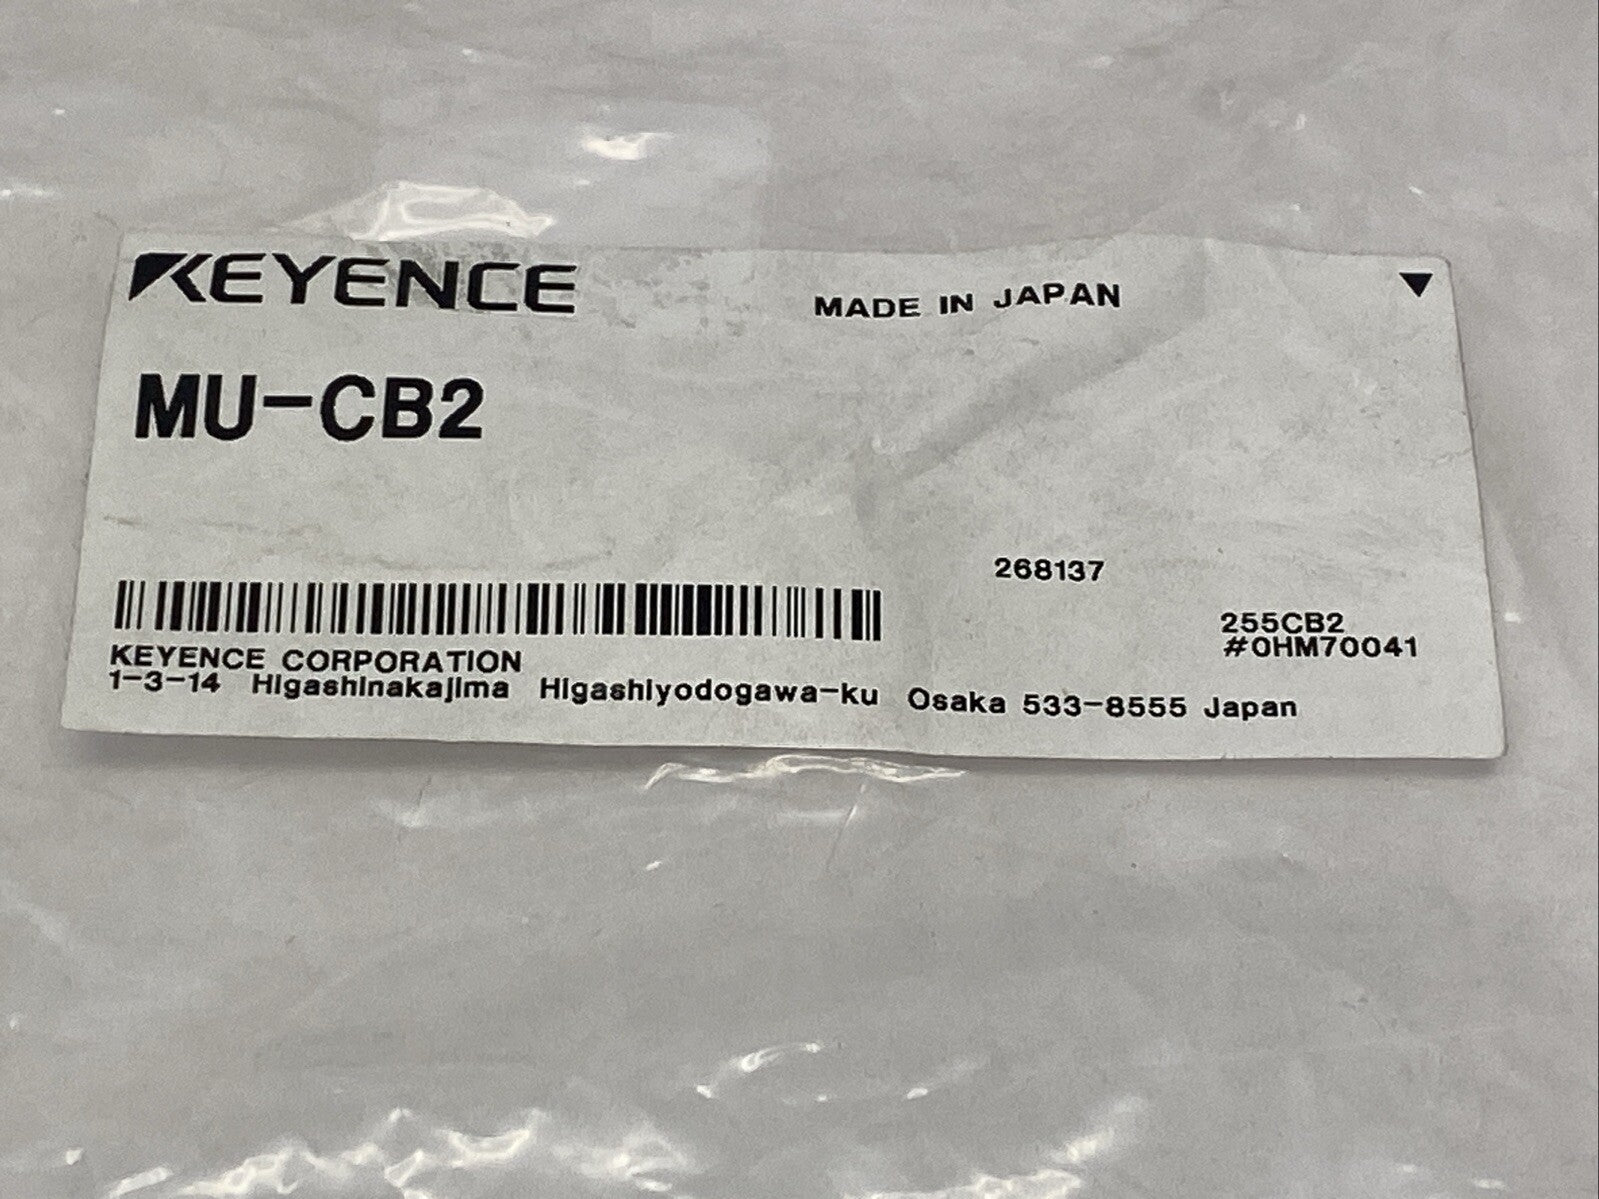 KEYENCE
MADE IN JAPAN
MU-CB2
268137
255CB2
#0HM70041
KEYENCE CORPORATION
1-3-14 Higashinakajima Higashiyodogawa-ku Osaka 533-8555 Japan